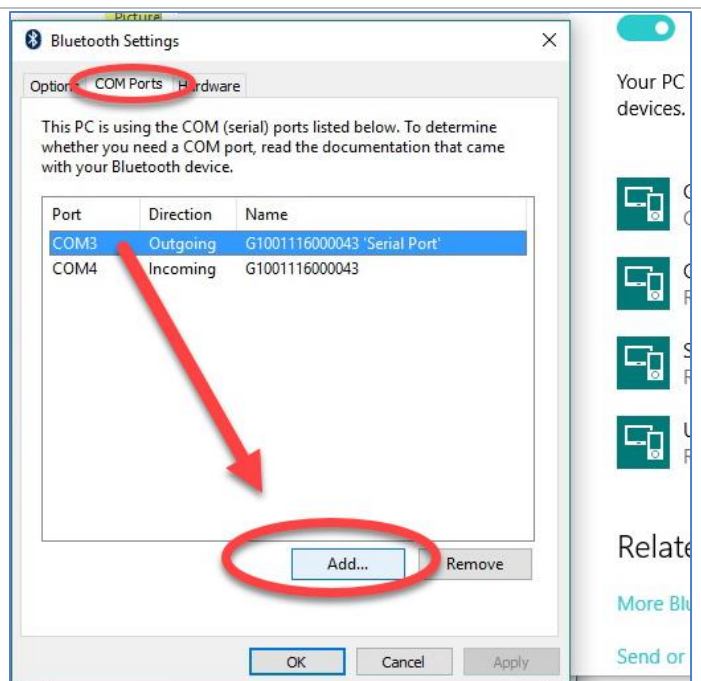 Picture
Bluetooth Settings
Options COM Ports Hardware
This PC is using the COM (serial) ports listed below. To determine
whether you need a COM port, read the documentation that came
with your Bluetooth device.
Port Direction Name
COM3 Outgoing G1001116000043 'Serial Port'
COM4 Incoming G1001116000043
Add... Remove
OK Cancel Apply
Your PC
devices.
Relate
More Blu
Send or